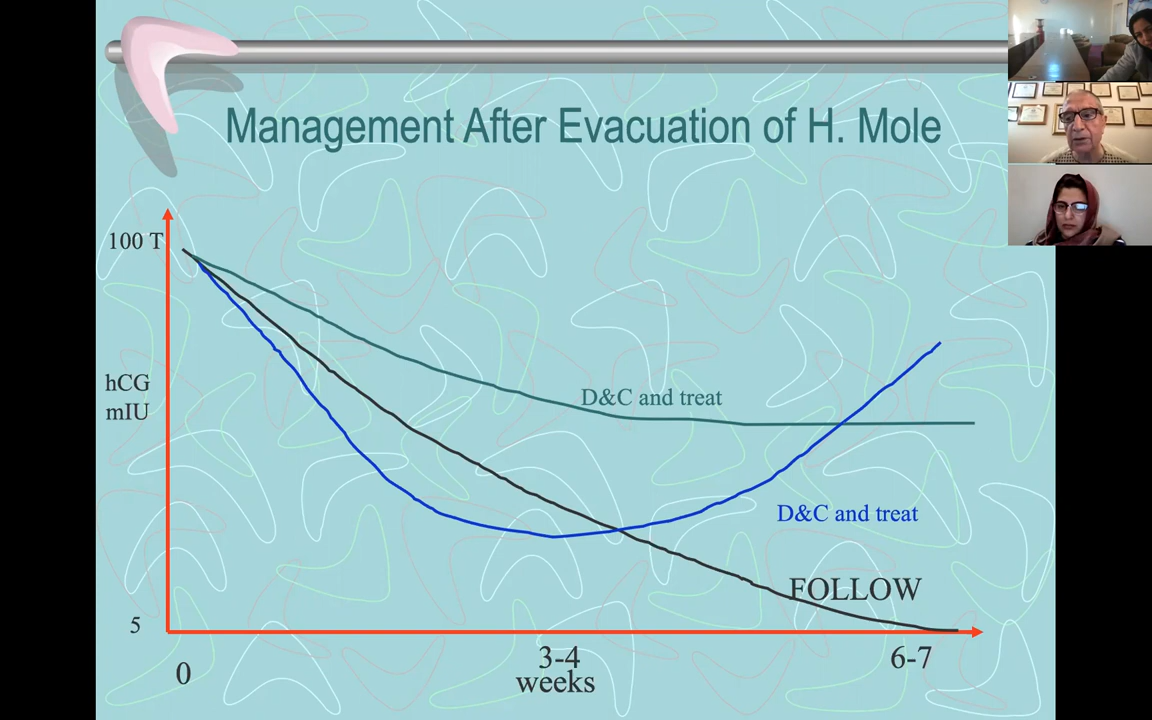 Management After Evacuation of H. Mole
100 T
hCG
mIU
D&C and treat
D&C and treat
FOLLOW
5
0
3-4
weeks
6-7